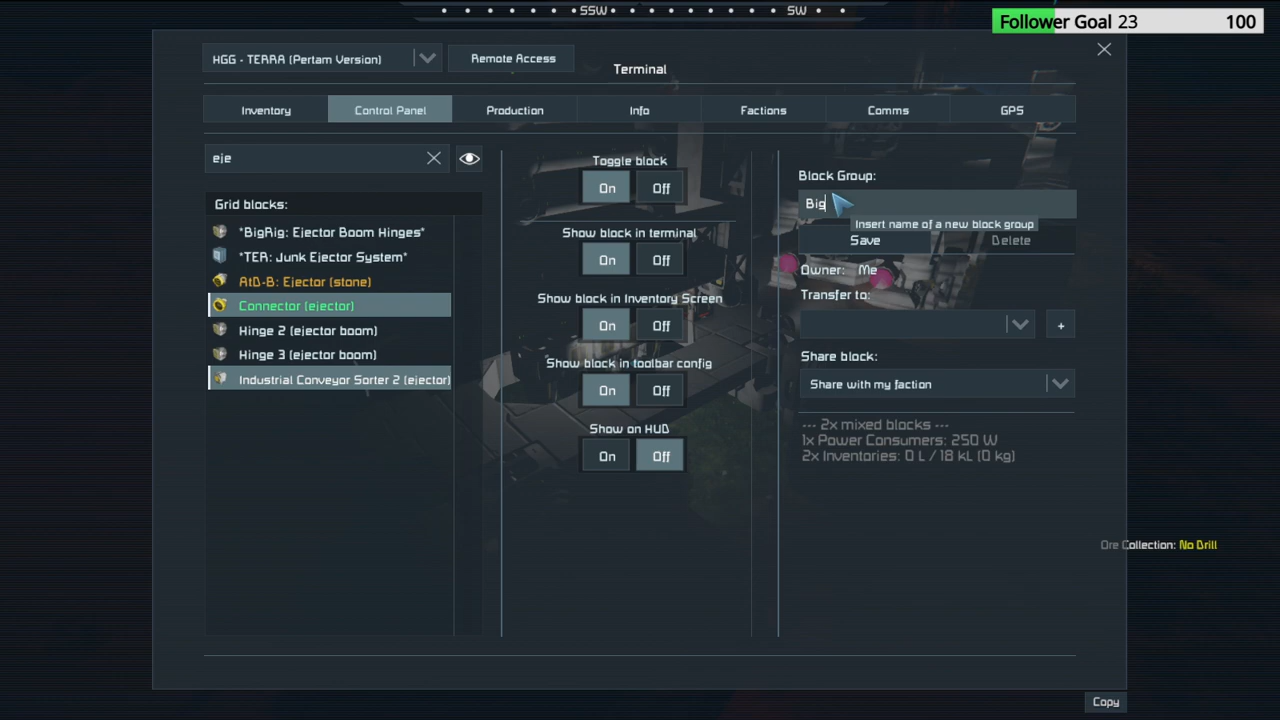 SSW SW
Follower Goal 23 100
HGG - TERRA (Pertam Version)
Remote Access
Terminal
Inventory
Control Panel
Production
Info
Factions
Comms
GPS
eje
Grid blocks:
*BigRig: Ejector Boom Hinges*
*TER: Junk Ejector System*
AtD-B: Ejector (stone)
Connector (ejector)
Hinge 2 (ejector boom)
Hinge 3 (ejector boom)
Industrial Conveyor Sorter 2 (ejector)
Toggle block
On Off
Show block in terminal
On Off
Show block in Inventory Screen
On Off
Show block in toolbar config
On Off
Show on HUD
On Off
Block Group:
Big
Insert name of a new block group
Save Delete
Owner: Me
Transfer to:
+
Share block:
Share with my faction
--- 2x mixed blocks ---
1x Power Consumers: 250 W
2x Inventories: 0 L / 18 kL (0 kg)
Ore Collection: No Drill
Copy